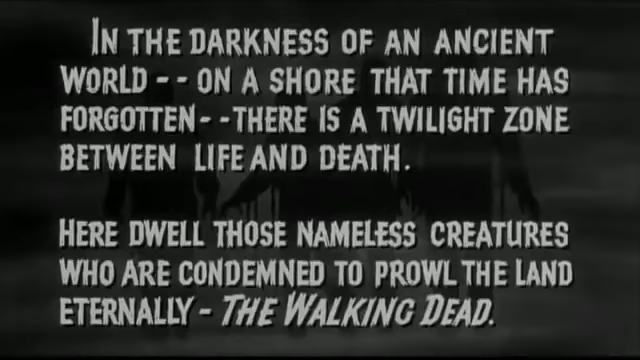 IN THE DARKNESS OF AN ANCIENT
WORLD -- ON A SHORE THAT TIME HAS
FORGOTTEN--THERE IS A TWILIGHT ZONE
BETWEEN LIFE AND DEATH.
HERE DWELL THOSE NAMELESS CREATURES
WHO ARE CONDEMNED TO PROWL THE LAND
ETERNALLY - THE WALKING DEAD.